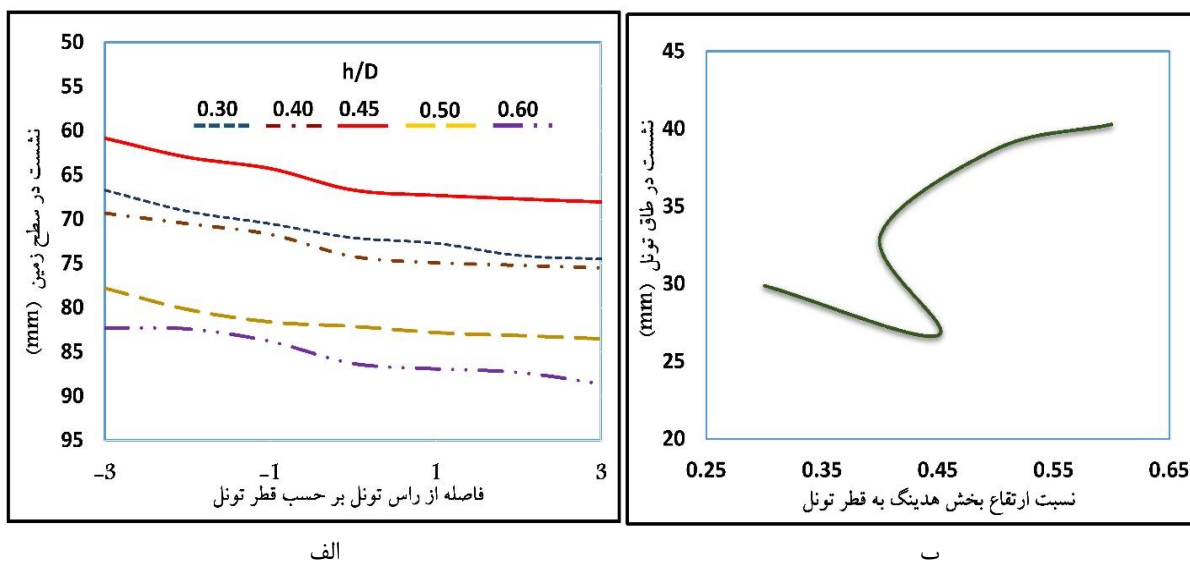 50
55
60
65
70
75
80
85
90
95
نشست در سطح زمین (mm)
h/D
0.30 0.40 0.45 0.50 0.60
-3 -1 1 3
فاصله از راس تونل بر حسب قطر تونل
الف
45
40
35
30
25
20
نشست در طاق تونل (mm)
0.25 0.35 0.45 0.55 0.65
نسبت ارتفاع بخش هدینگ به قطر تونل
ب